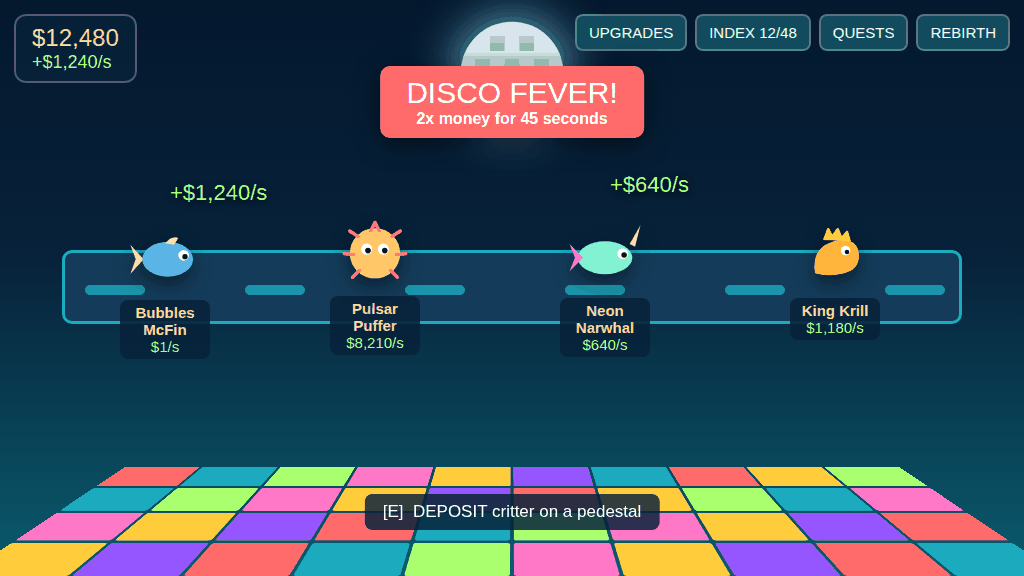 $12,480
+$1,240/s
UPGRADES
INDEX 12/48
QUESTS
REBIRTH
DISCO FEVER!
2x money for 45 seconds
+$1,240/s
+$640/s
Bubbles
McFin
$1/s
Pulsar
Puffer
$8,210/s
Neon
Narwhal
$640/s
King Krill
$1,180/s
[E] DEPOSIT critter on a pedestal